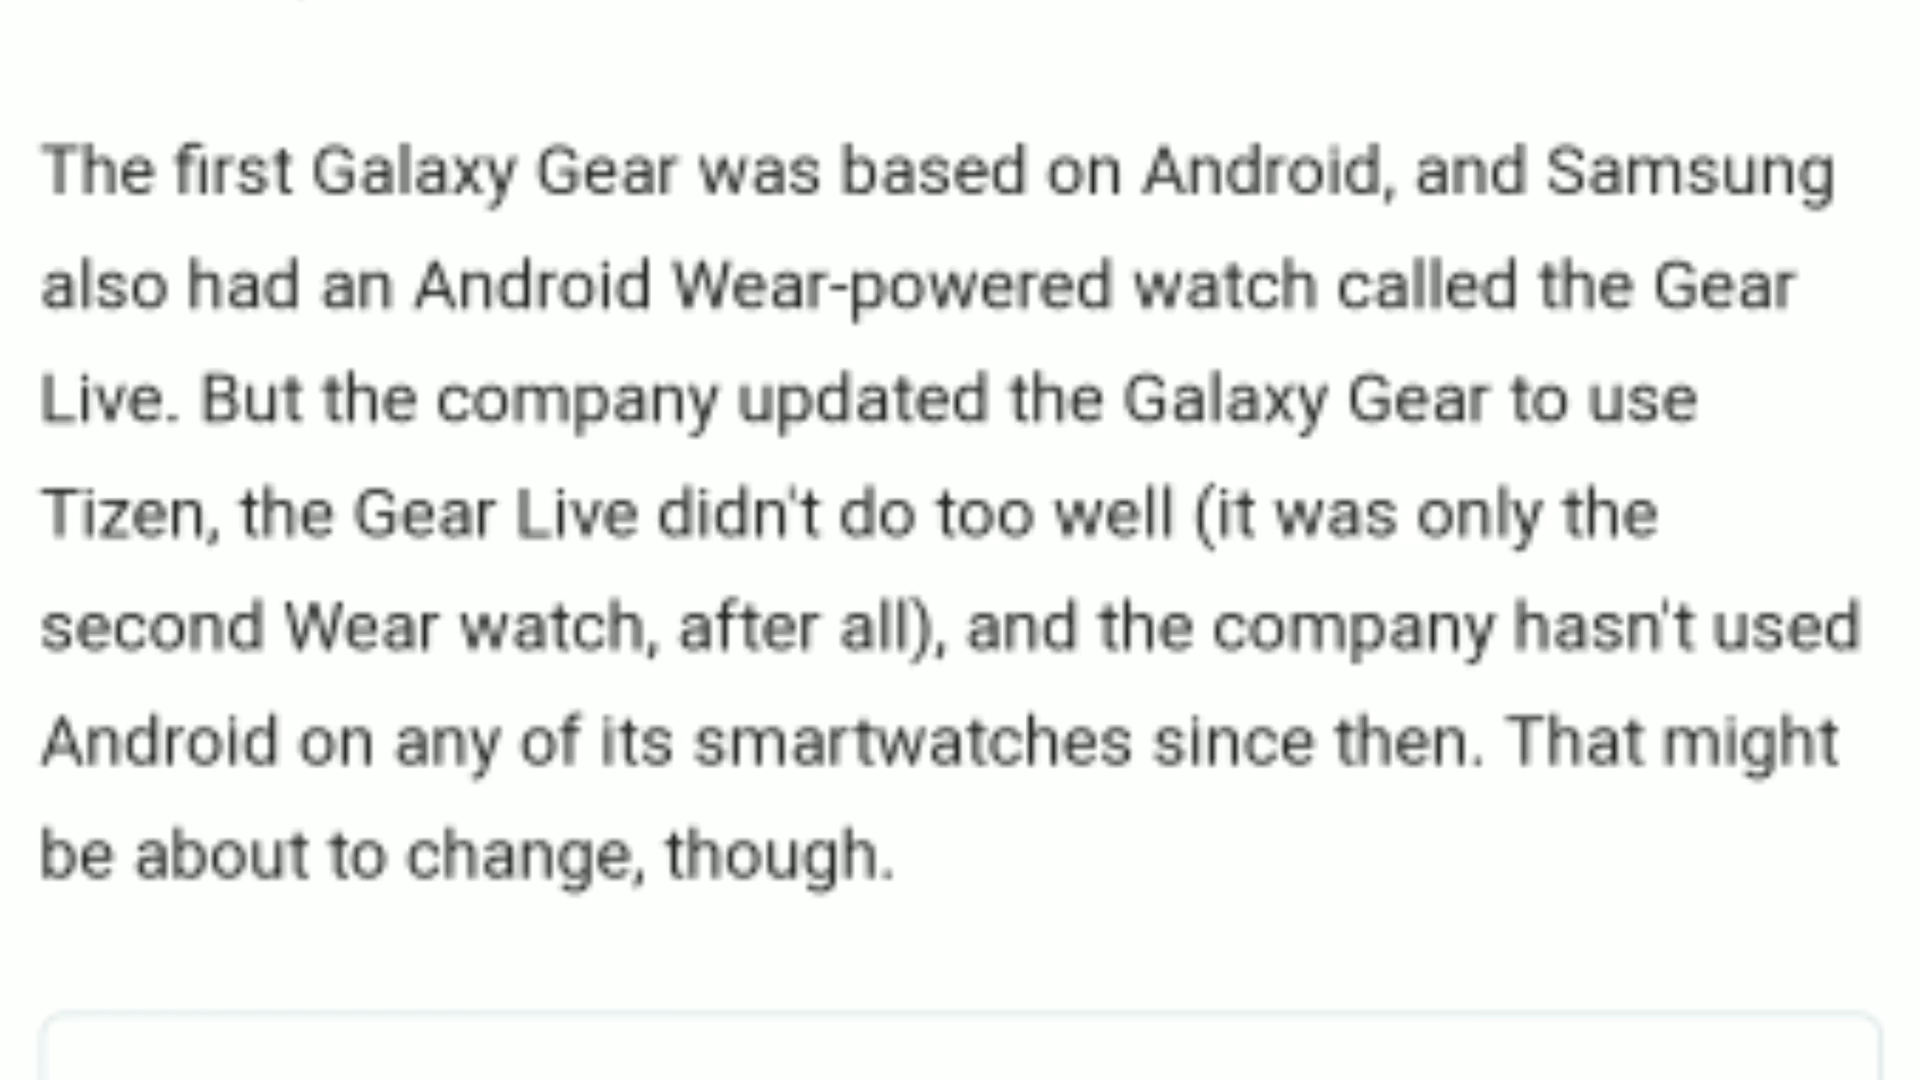 The first Galaxy Gear was based on Android, and Samsung
also had an Android Wear-powered watch called the Gear
Live. But the company updated the Galaxy Gear to use
Tizen, the Gear Live didn't do too well (it was only the
second Wear watch, after all), and the company hasn't used
Android on any of its smartwatches since then. That might
be about to change, though.